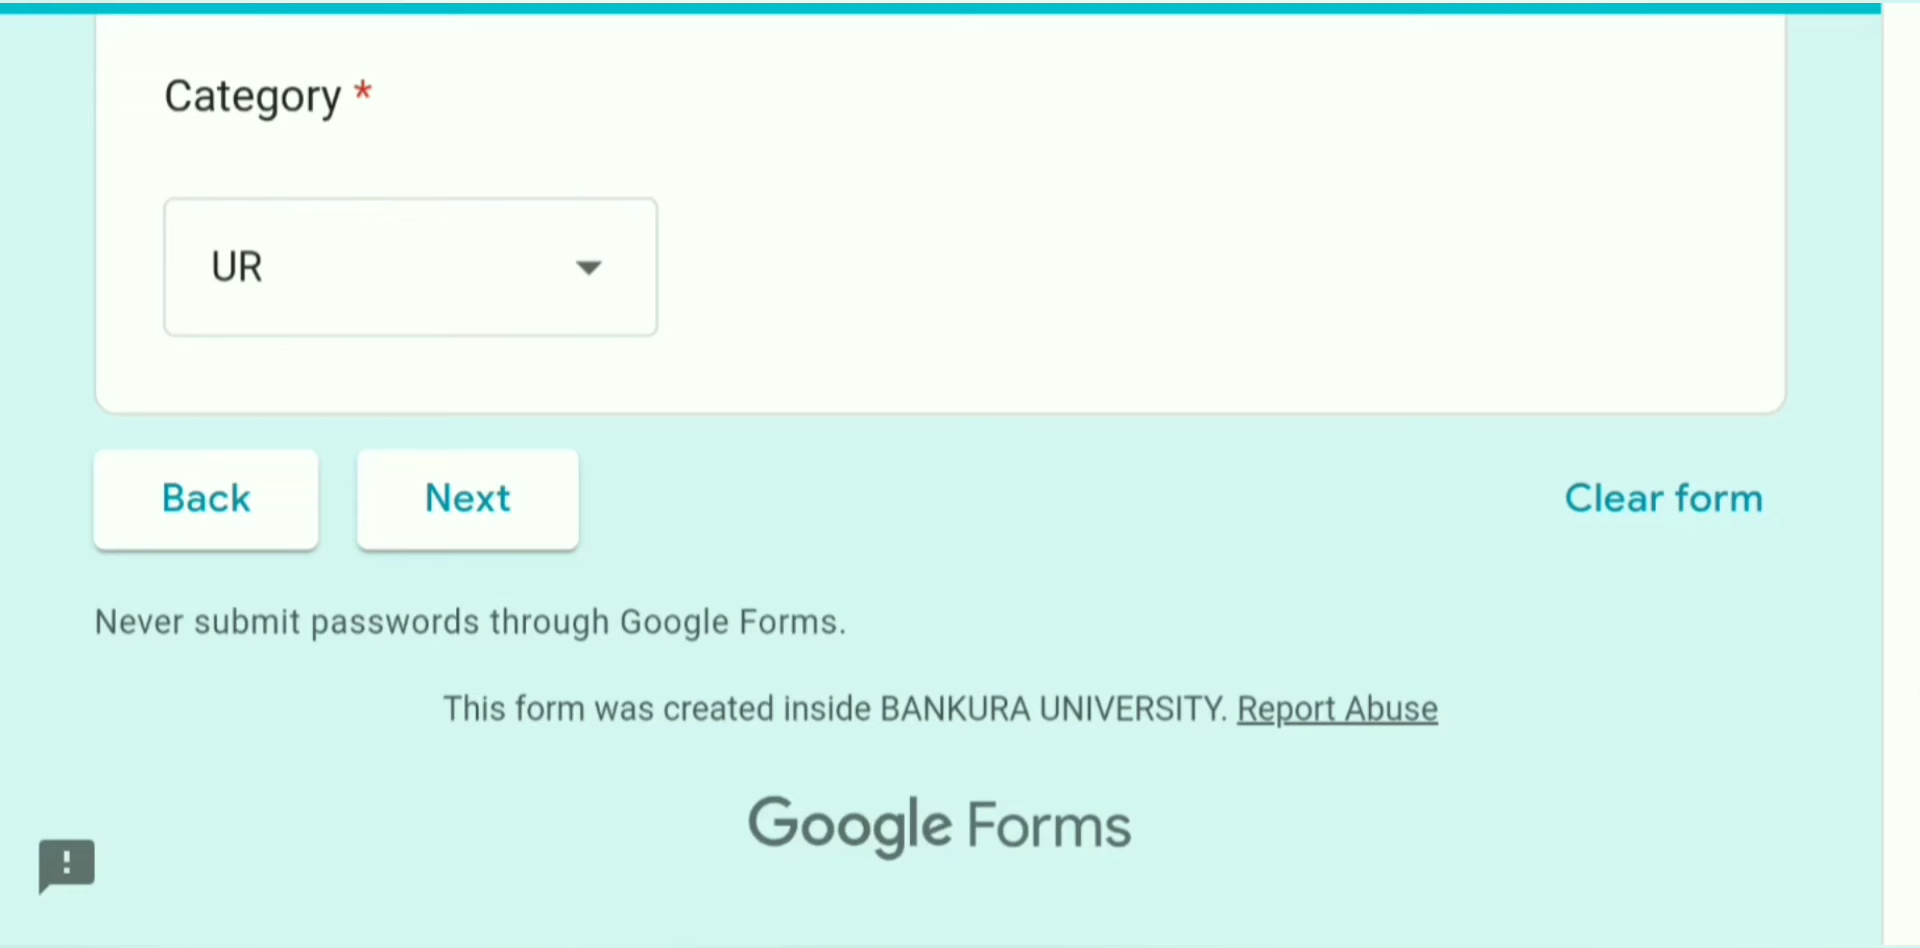 Category *
UR
Back Next Clear form
Never submit passwords through Google Forms.
This form was created inside BANKURA UNIVERSITY. Report Abuse
Google Forms